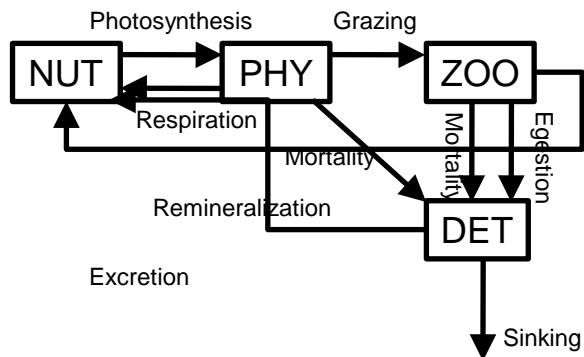 Photosynthesis
Grazing
NUT
PHY
ZOO
Respiration
Mortality
Mortality
Egestion
Remineralization
DET
Excretion
Sinking